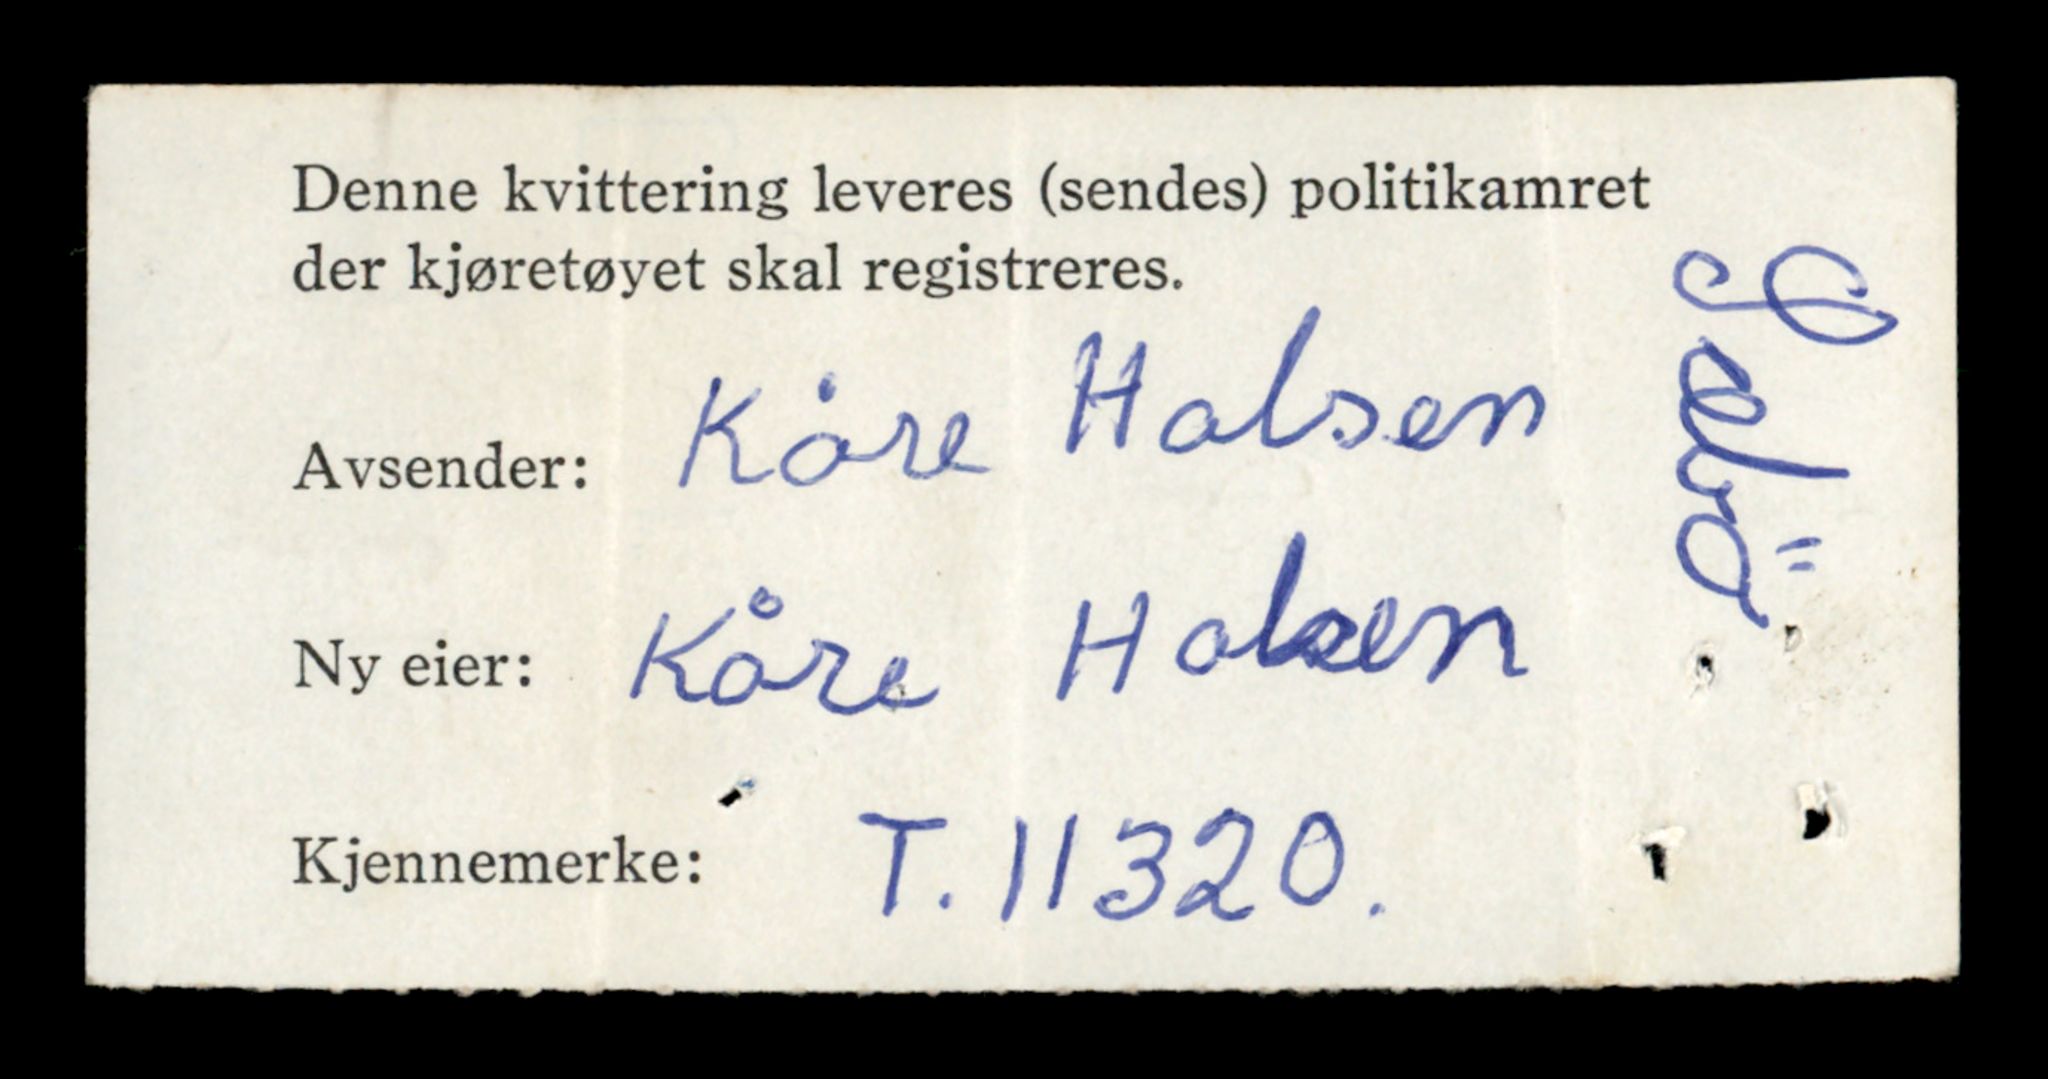 Denne kvittering leveres (sendes) politikamret
der kjøretøyet skal registreres.
Avsender: Kåre Halsen
Ny eier: Kåre Halsen
Kjennemerke: T. 11320.